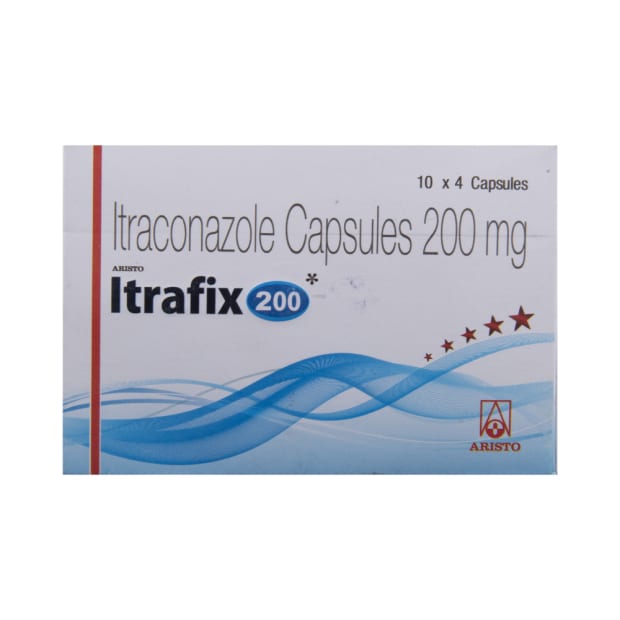 10 x 4 Capsules
Itraconazole Capsules 200 mg
ARISTO
Itrafix 200*
ARISTO